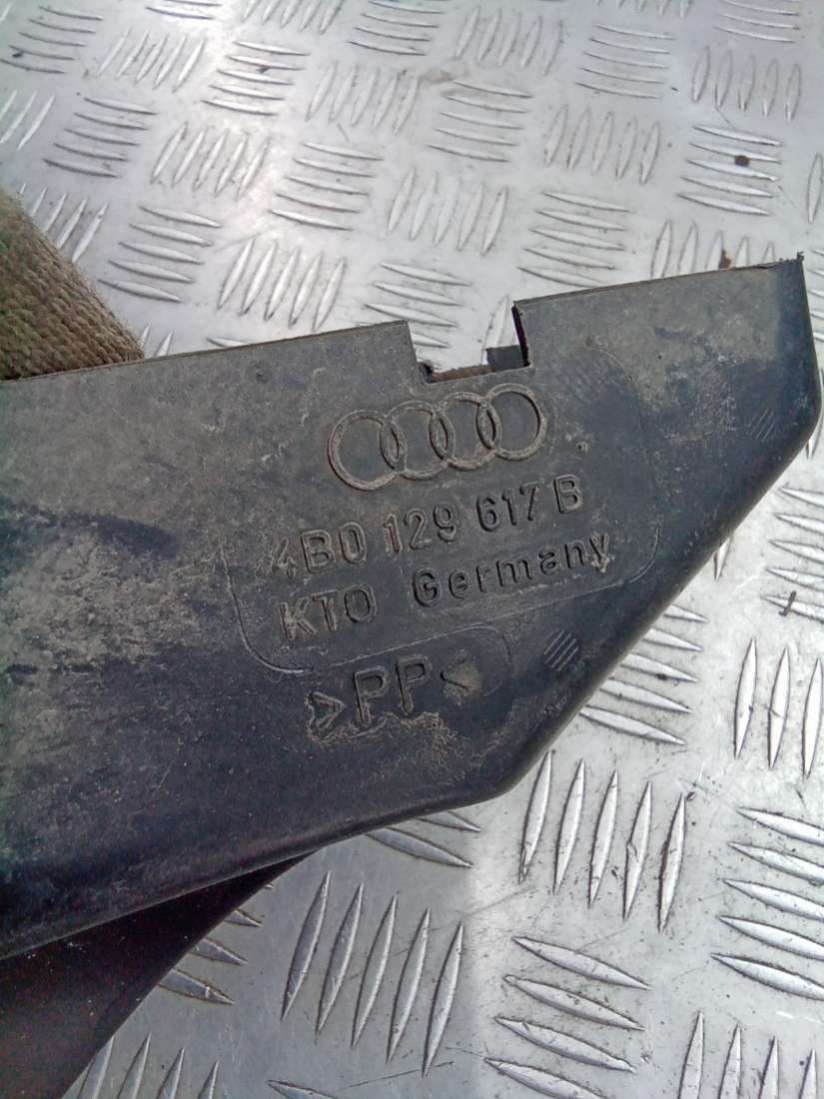 4B0 129 617 B
KTO Germany
>PP<